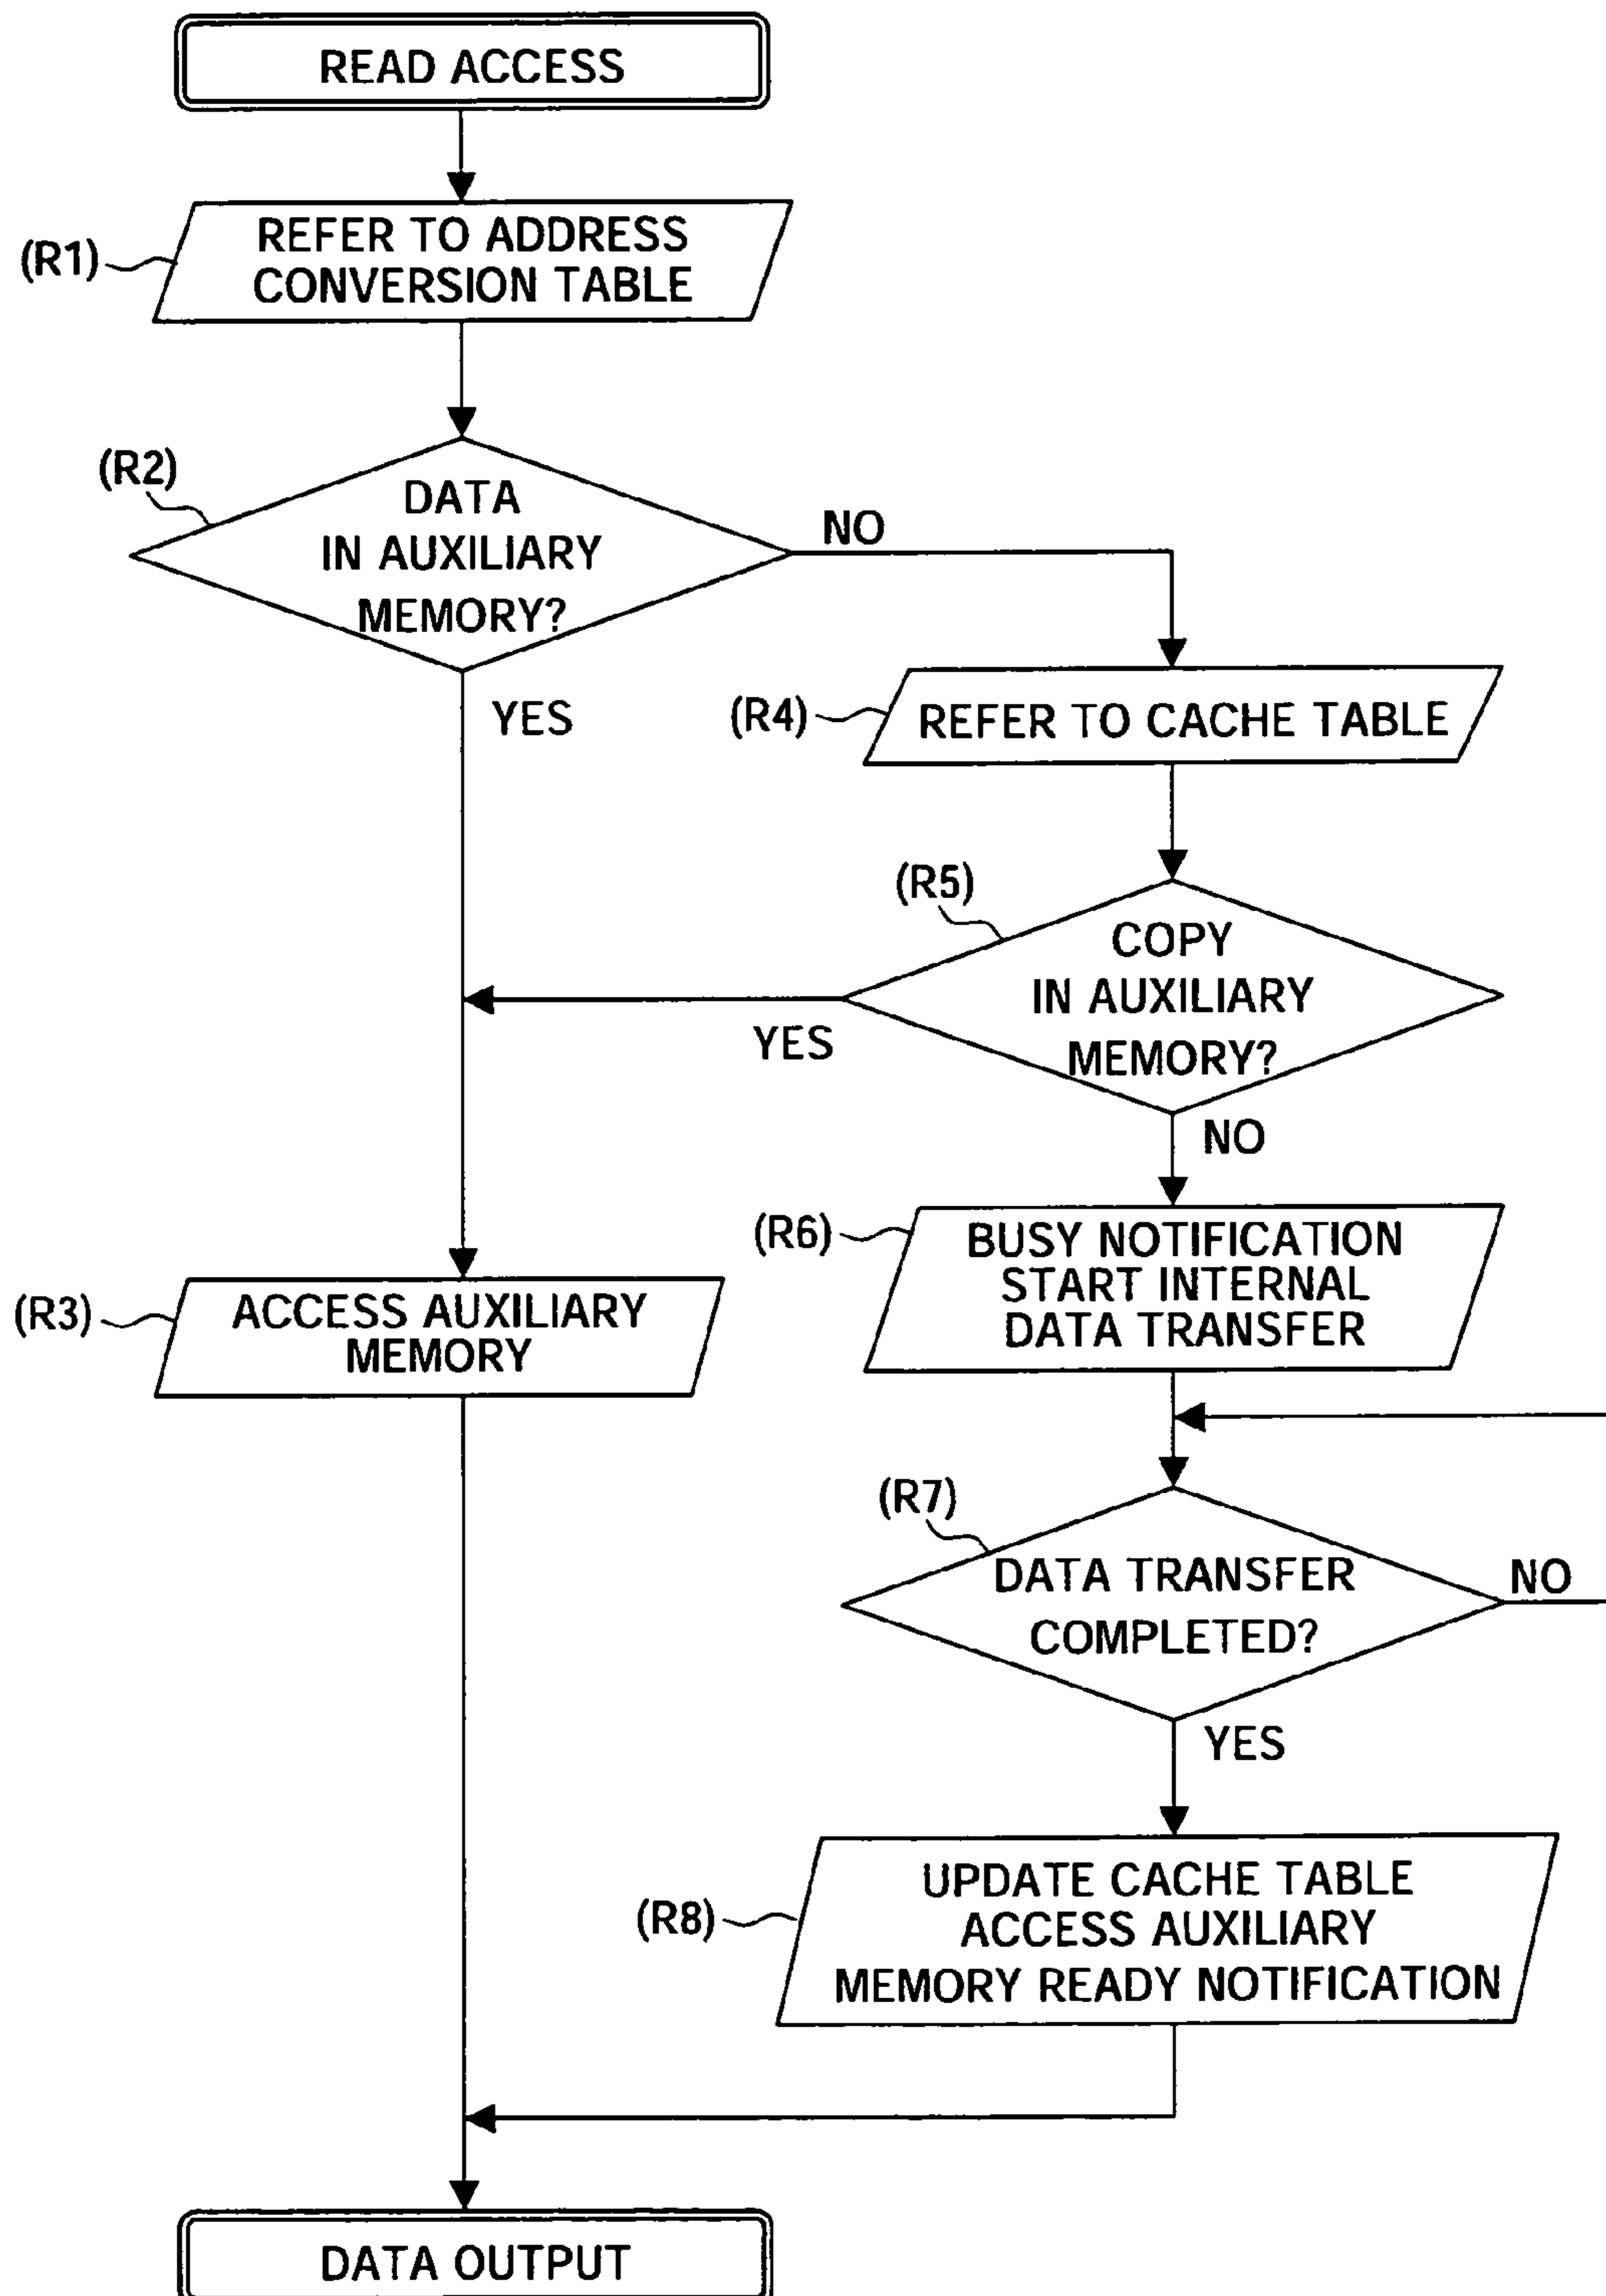 READ ACCESS
(R1)
REFER TO ADDRESS
CONVERSION TABLE
(R2)
DATA
IN AUXILIARY
MEMORY?
NO
YES
(R4)
REFER TO CACHE TABLE
(R5)
COPY
IN AUXILIARY
MEMORY?
YES
NO
(R3)
ACCESS AUXILIARY
MEMORY
(R6)
BUSY NOTIFICATION
START INTERNAL
DATA TRANSFER
(R7)
DATA TRANSFER
COMPLETED?
NO
YES
(R8)
UPDATE CACHE TABLE
ACCESS AUXILIARY
MEMORY READY NOTIFICATION
DATA OUTPUT